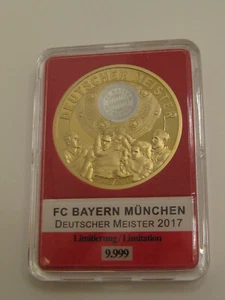 DEUTSCHER MEISTER
FC BAYERN MÜNCHEN
DEUTSCHER MEISTER 2017
Limitierung / Limitation
9.999